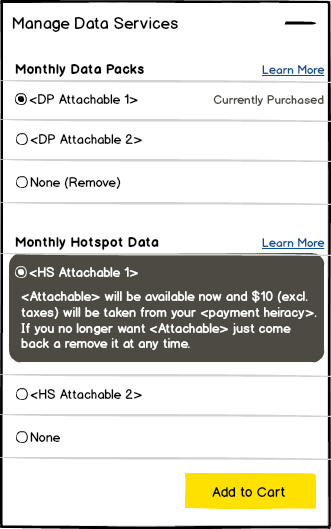 Manage Data Services
Monthly Data Packs Learn More
<DP Attachable 1> Currently Purchased
<DP Attachable 2>
None (Remove)
Monthly Hotspot Data Learn More
<HS Attachable 1>
<Attachable> will be available now and $10 (excl.
taxes) will be taken from your <payment heiracy>.
If you no longer want <Attachable> just come
back a remove it at any time.
<HS Attachable 2>
None
Add to Cart